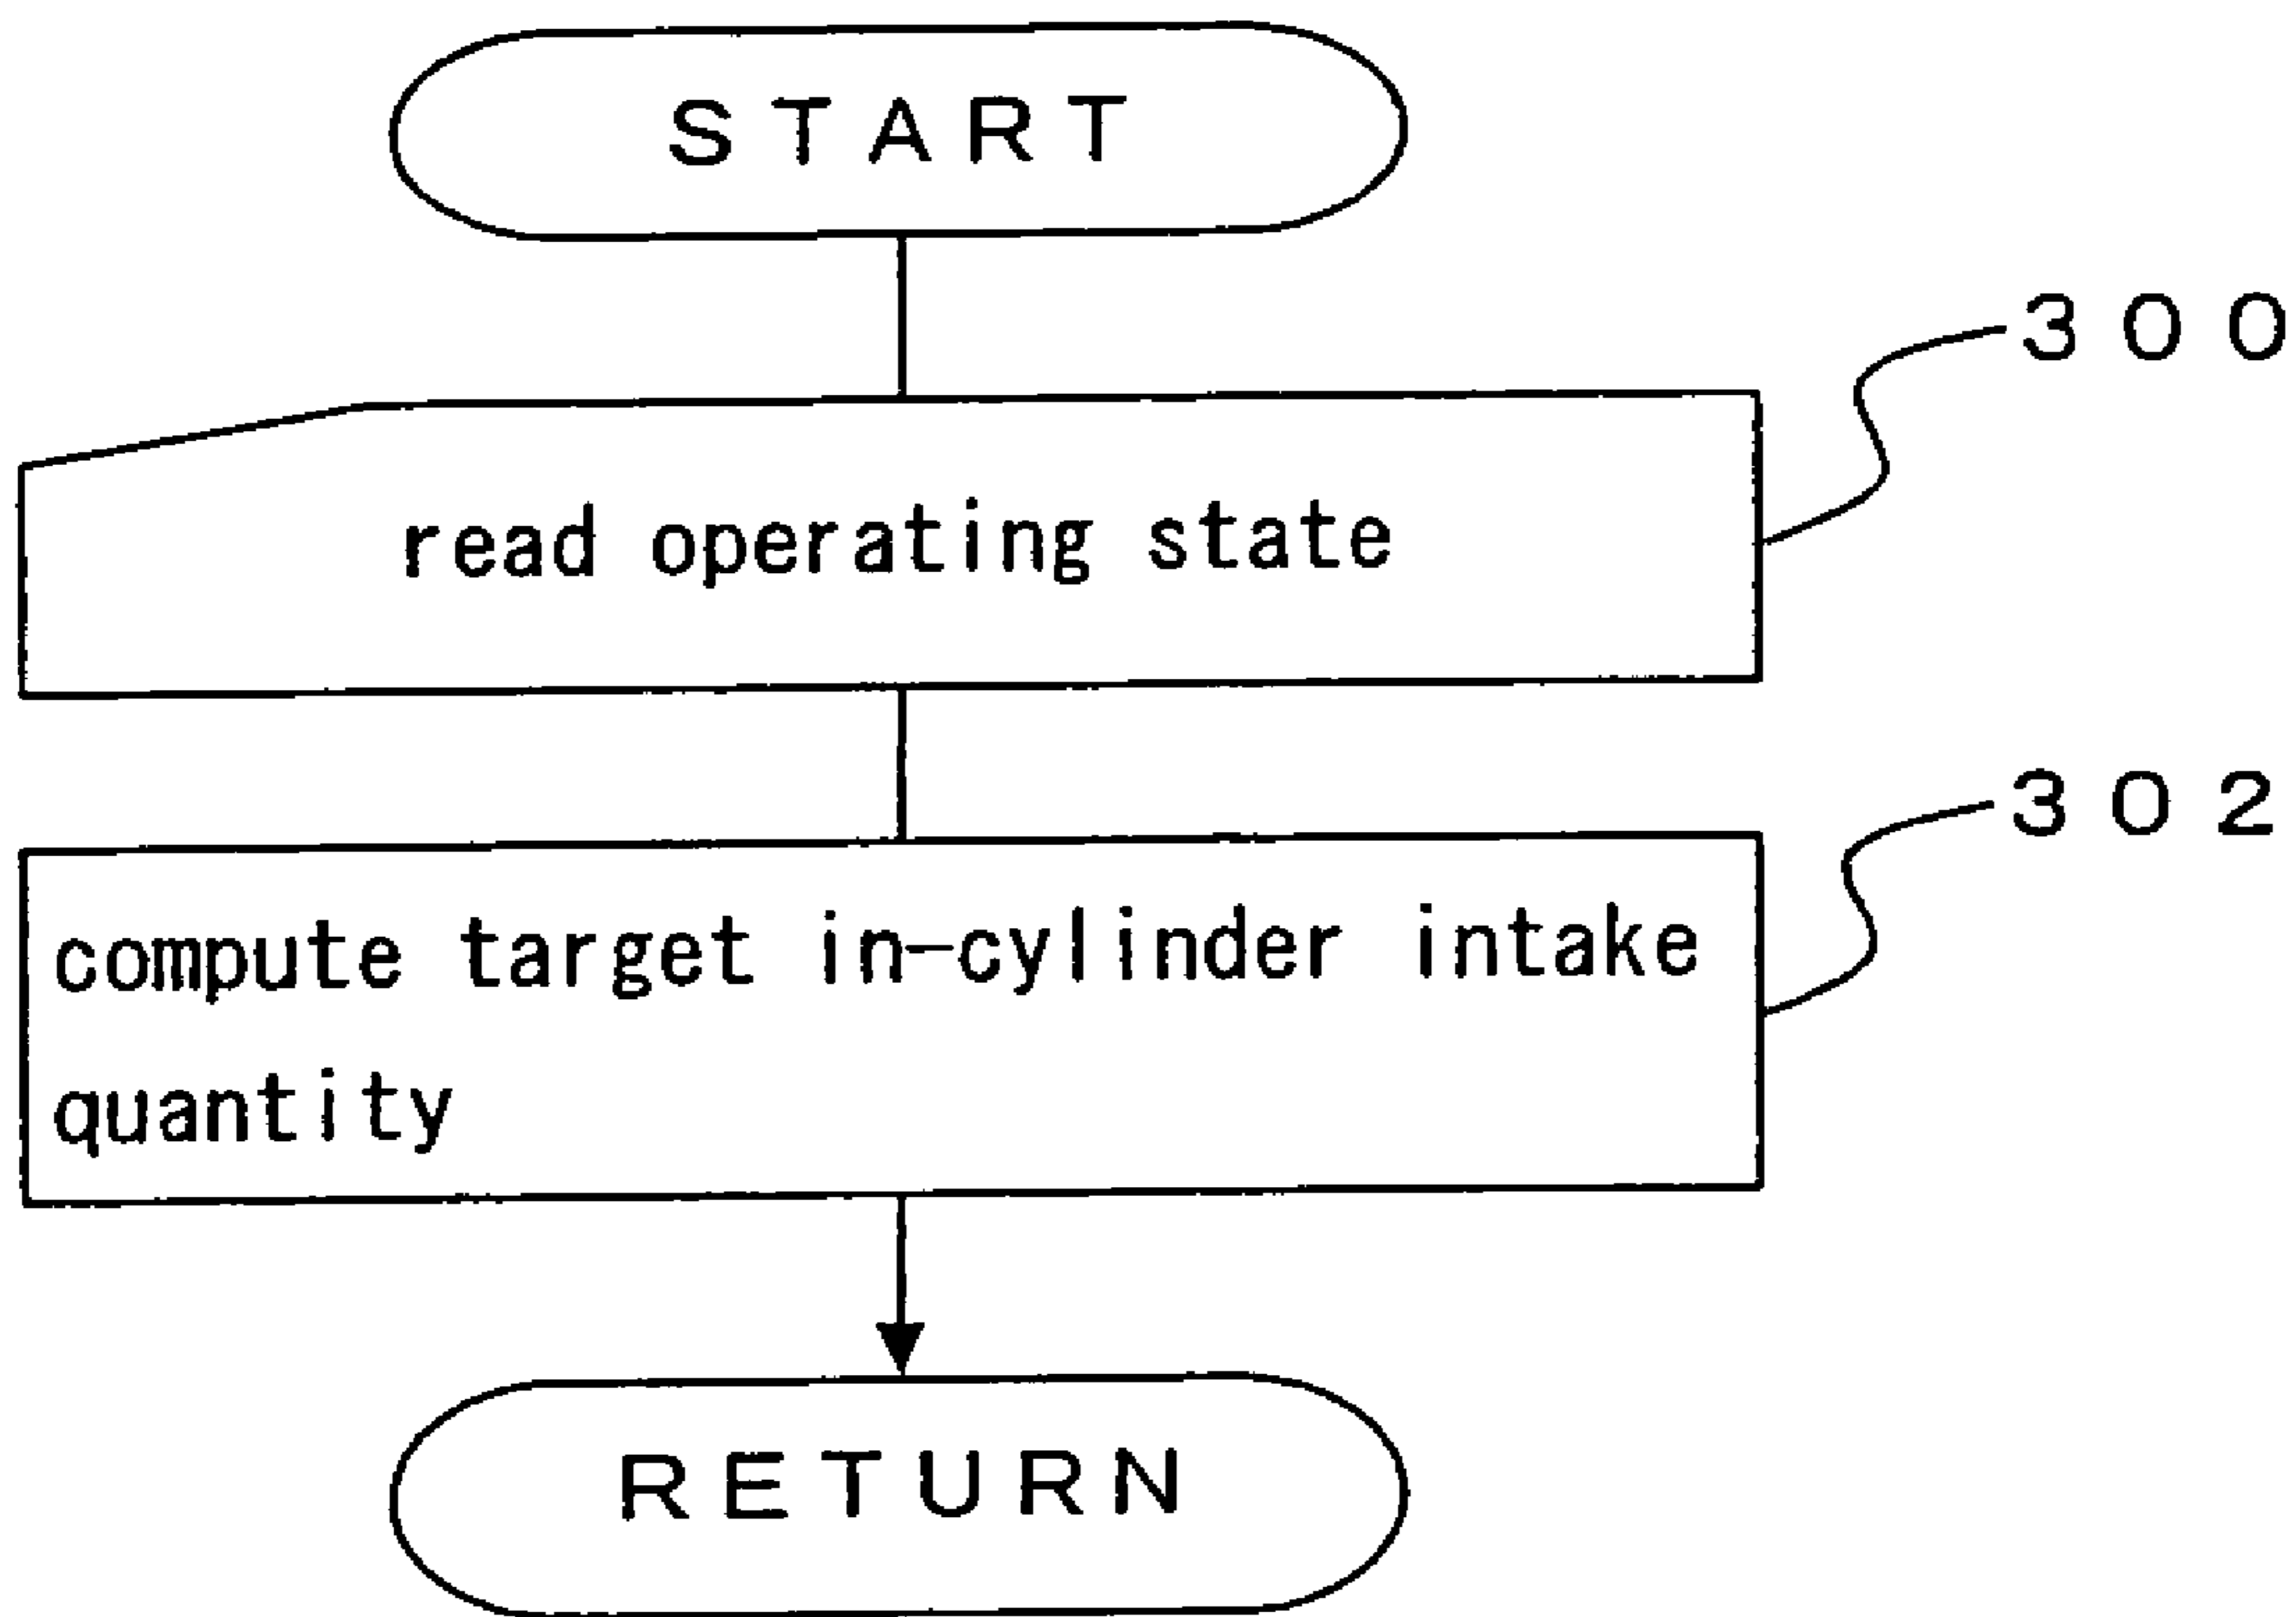 START
300
read operating state
302
compute target in-cylinder intake
quantity
RETURN